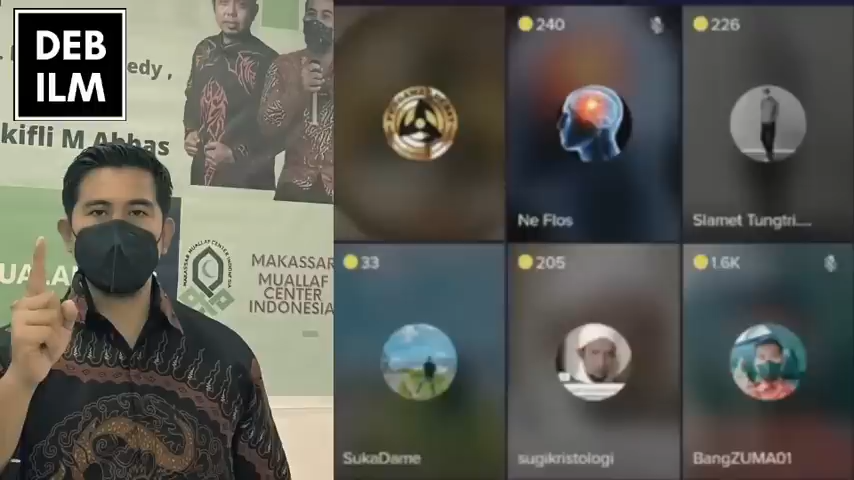 DEB
ILM
edy,
kifli M Abbas
MAKASSAR
MUALLAF
CENTER
INDONESIA
240
226
Ne Flos
Slamet Tungtri....
33
205
1.6K
SukaDame
sugikristologi
BangZUMA01